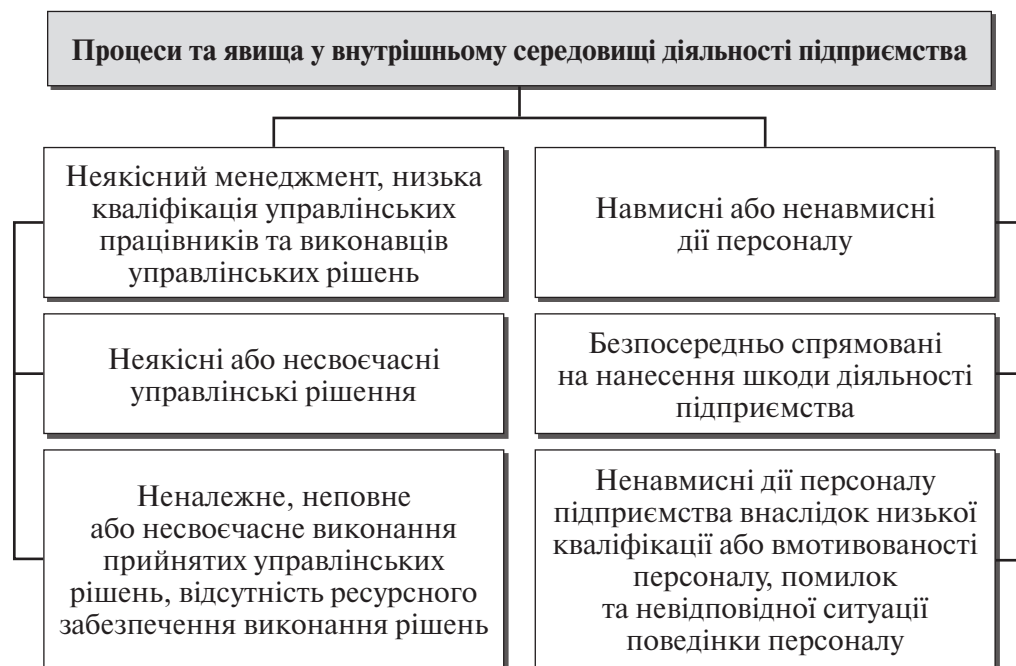 Процеси та явища у внутрішньому середовищі діяльності підприємства
Неякісний менеджмент, низька
кваліфікація управлінських
працівників та виконавців
управлінських рішень
Неякісні або несвоєчасні
управлінські рішення
Неналежне, неповне
або несвоєчасне виконання
прийнятих управлінських
рішень, відсутність ресурсного
забезпечення виконання рішень
Навмисні або ненавмисні
дії персоналу
Безпосередньо спрямовані
на нанесення шкоди діяльності
підприємства
Ненавмисні дії персоналу
підприємства внаслідок низької
кваліфікації або вмотивованості
персоналу, помилок
та невідповідної ситуації
поведінки персоналу